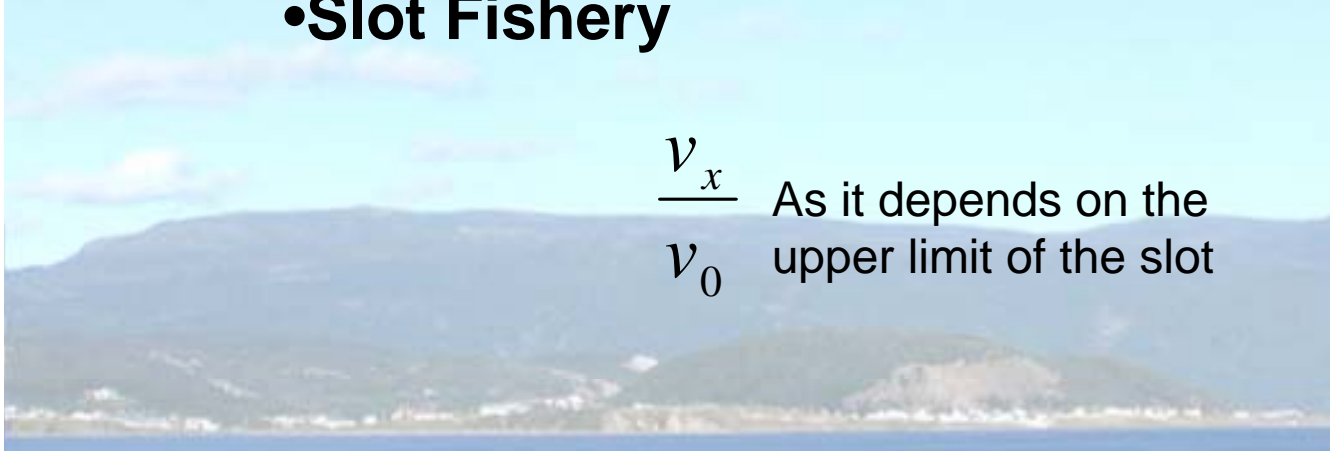 •Slot Fishery
v_x
v_0
As it depends on the
upper limit of the slot